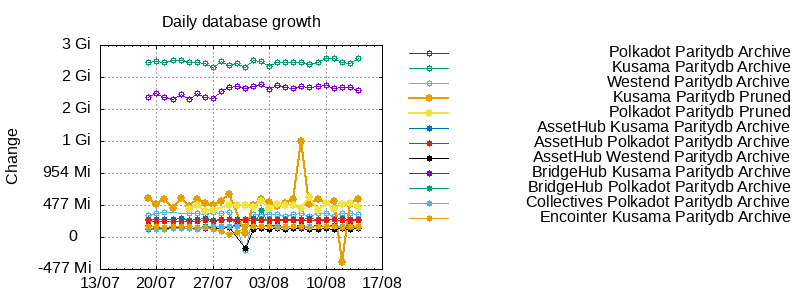 Daily database growth
Change
3 Gi
2 Gi
2 Gi
1 Gi
954 Mi
477 Mi
0
-477 Mi
13/07 20/07 27/07 03/08 10/08 17/08
Polkadot Paritydb Archive
Kusama Paritydb Archive
Westend Paritydb Archive
Kusama Paritydb Pruned
Polkadot Paritydb Pruned
AssetHub Kusama Paritydb Archive
AssetHub Polkadot Paritydb Archive
AssetHub Westend Paritydb Archive
BridgeHub Kusama Paritydb Archive
BridgeHub Polkadot Paritydb Archive
Collectives Polkadot Paritydb Archive
Encointer Kusama Paritydb Archive